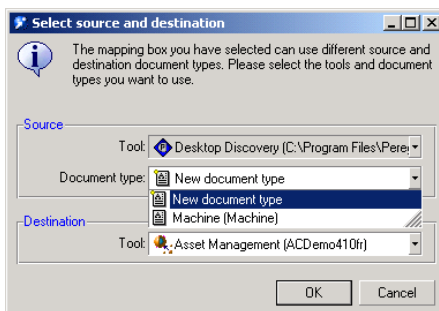 Select source and destination
The mapping box you have selected can use different source and
destination document types. Please select the tools and document
types you want to use.
Source
Tool: Desktop Discovery (C:\Program Files\Pere
Document type: New document type
New document type
Machine (Machine)
Destination
Tool: Asset Management (ACDemo410fr)
OK Cancel